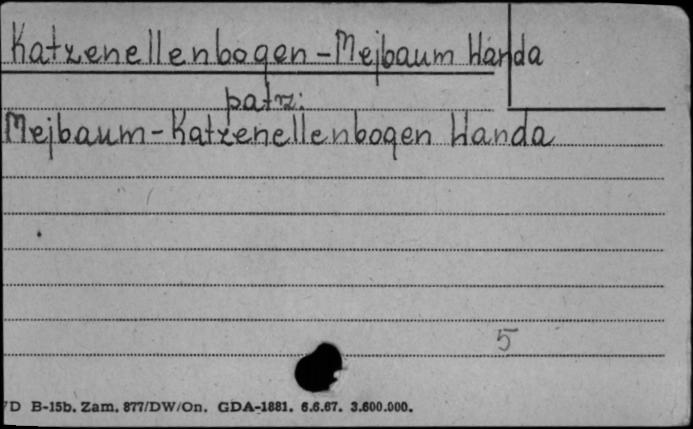 Katzenellenbogen-Mejbaum Wanda
patrz:
Mejbaum-Katzenellenbogen Wanda
5
D B-15b. Zam. 877/DW/On. GDA-1881. 6.6.67. 3.600.000.